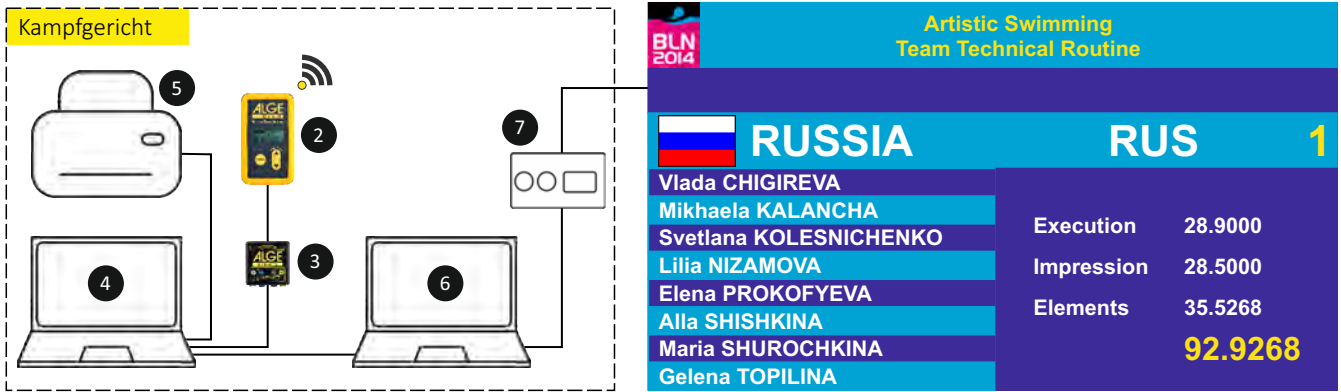 Kampfgericht
5
ALGE
2
7
ALGE
3
4
6
BLN
2014
Artistic Swimming
Team Technical Routine
RUSSIA
RUS
1
Vlada CHIGIREVA
Mikhaela KALANCHA
Svetlana KOLESNICHENKO
Lilia NIZAMOVA
Elena PROKOFYEVA
Alla SHISHKINA
Maria SHUROCHKINA
Gelena TOPILINA
Execution 28.9000
Impression 28.5000
Elements 35.5268
92.9268